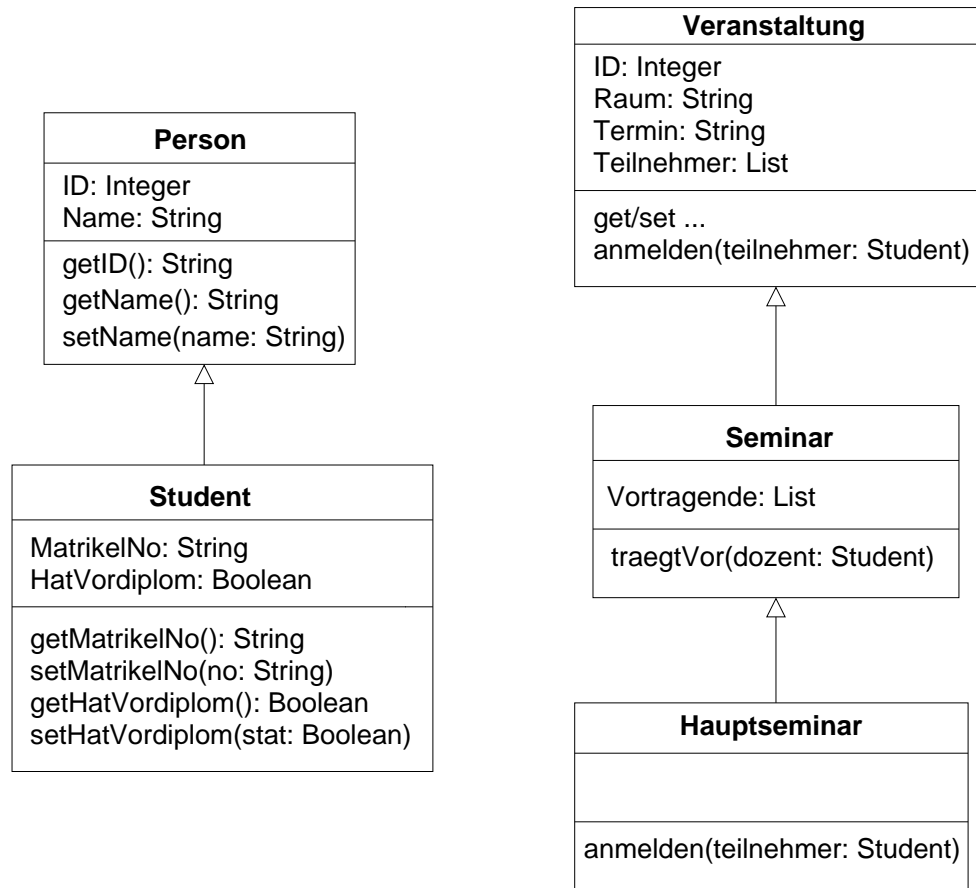 Person
ID: Integer
Name: String
getID(): String
getName(): String
setName(name: String)
Student
MatrikelNo: String
HatVordiplom: Boolean
getMatrikelNo(): String
setMatrikelNo(no: String)
getHatVordiplom(): Boolean
setHatVordiplom(stat: Boolean)
Veranstaltung
ID: Integer
Raum: String
Termin: String
Teilnehmer: List
get/set ...
anmelden(teilnehmer: Student)
Seminar
Vortragende: List
traegtVor(dozent: Student)
Hauptseminar
anmelden(teilnehmer: Student)